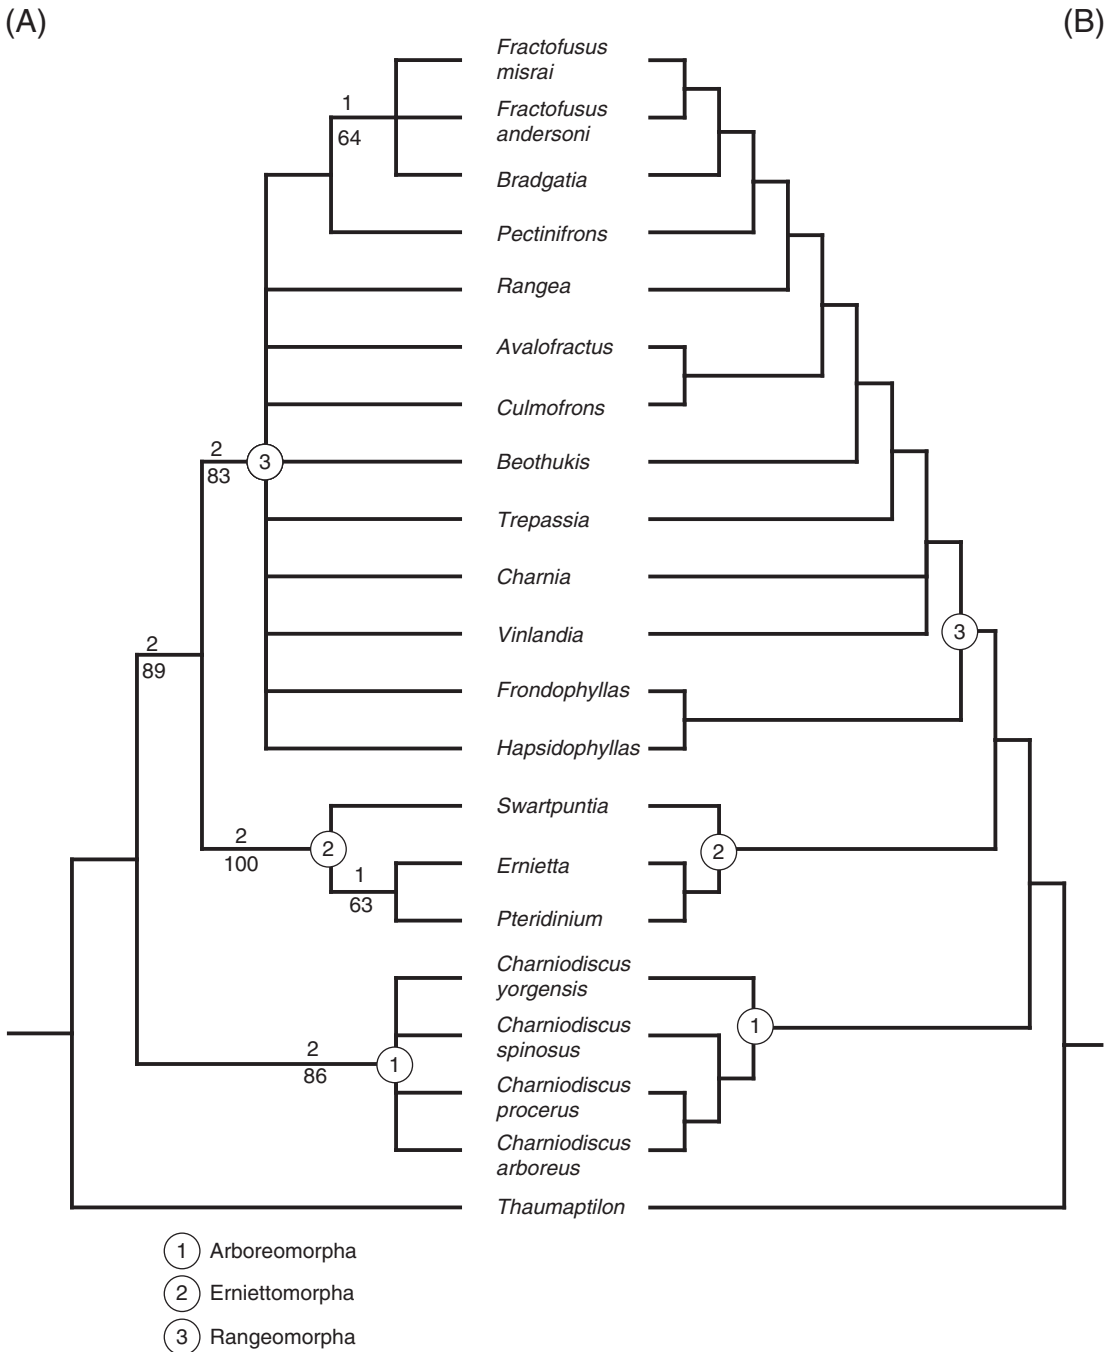 (A)
(B)
Fractofusus
misrai
1
64
Fractofusus
andersoni
Bradgatia
Pectinifrons
Rangea
Avalofractus
Culmofrons
2
83
3
Beothukis
Trepassia
Charnia
Vinlandia
3
2
89
Frondophyllas
Hapsidophyllas
Swartpuntia
2
100
2
2
1
63
Ernietta
Pteridinium
Charniodiscus
yorgensis
1
Charniodiscus
spinosus
2
86
1
Charniodiscus
procerus
Charniodiscus
arboreus
Thaumaptilon
1 Arboreomorpha
2 Erniettomorpha
3 Rangeomorpha